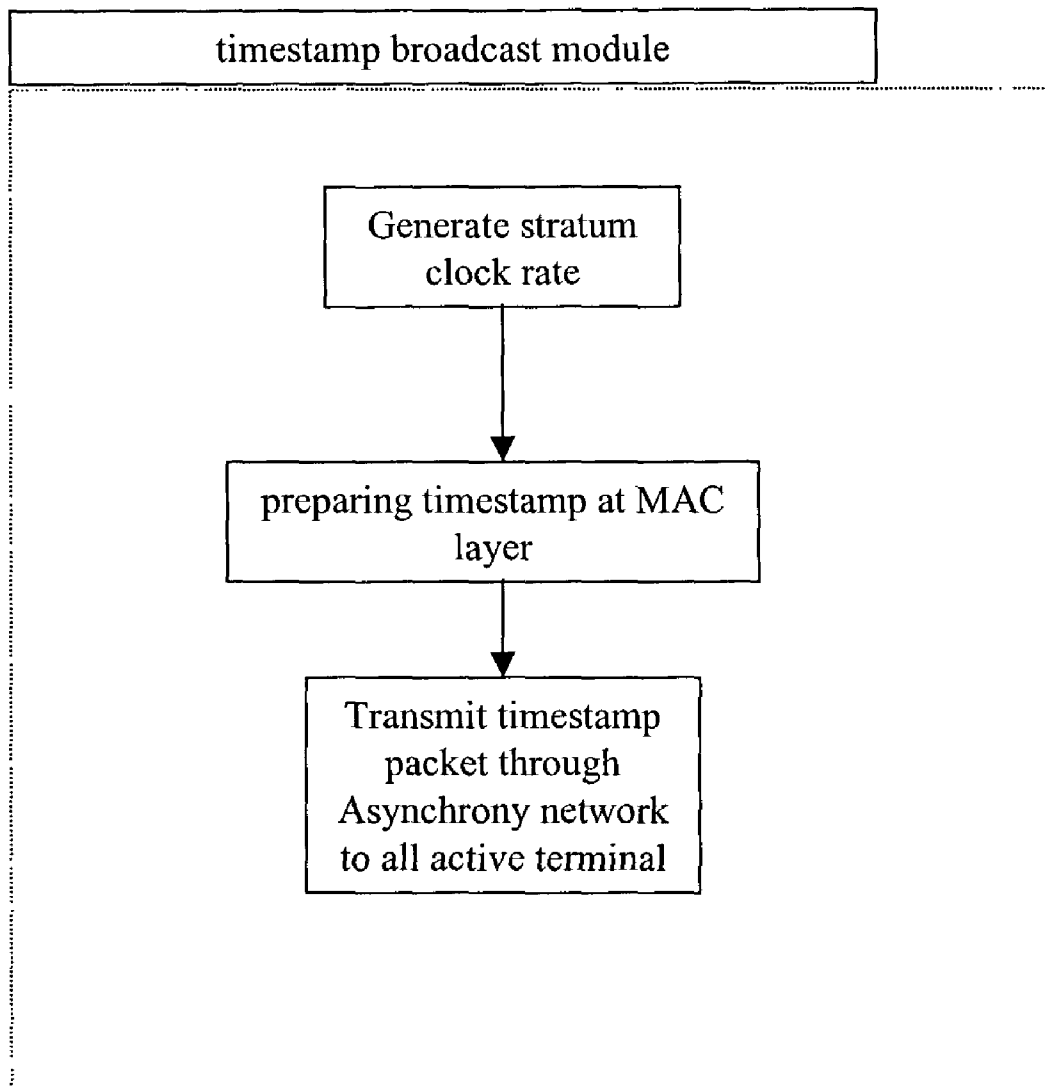 timestamp broadcast module
Generate stratum
clock rate
preparing timestamp at MAC
layer
Transmit timestamp
packet through
Asynchrony network
to all active terminal